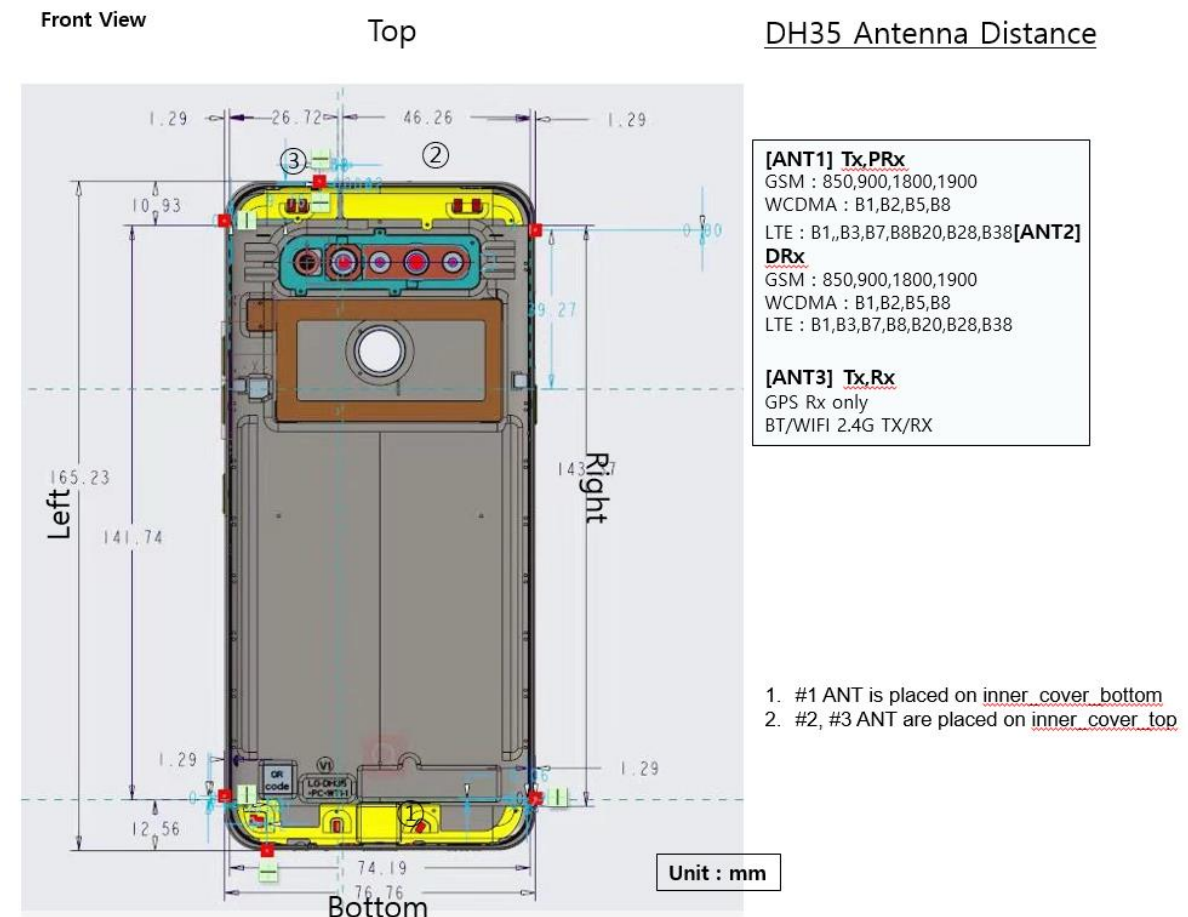 Front View
Top
DH35 Antenna Distance
1.29
26.72
46.26
1.29
③
②
10.93
[ANT1] Tx,PRx
GSM : 850,900,1800,1900
WCDMA : B1,B2,B5,B8
LTE : B1,,B3,B7,B8B20,B28,B38[ANT2]
DRx
GSM : 850,900,1800,1900
WCDMA : B1,B2,B5,B8
LTE : B1,B3,B7,B8,B20,B28,B38
[ANT3] Tx,Rx
GPS Rx only
BT/WIFI 2.4G TX/RX
165.23
Left
Right
141.74
1. #1 ANT is placed on inner_cover_bottom
2. #2, #3 ANT are placed on inner_cover_top
1.29
QR
code
V1
LG-DH35
1.29
①
12.56
74.19
76.76
Unit : mm
Bottom